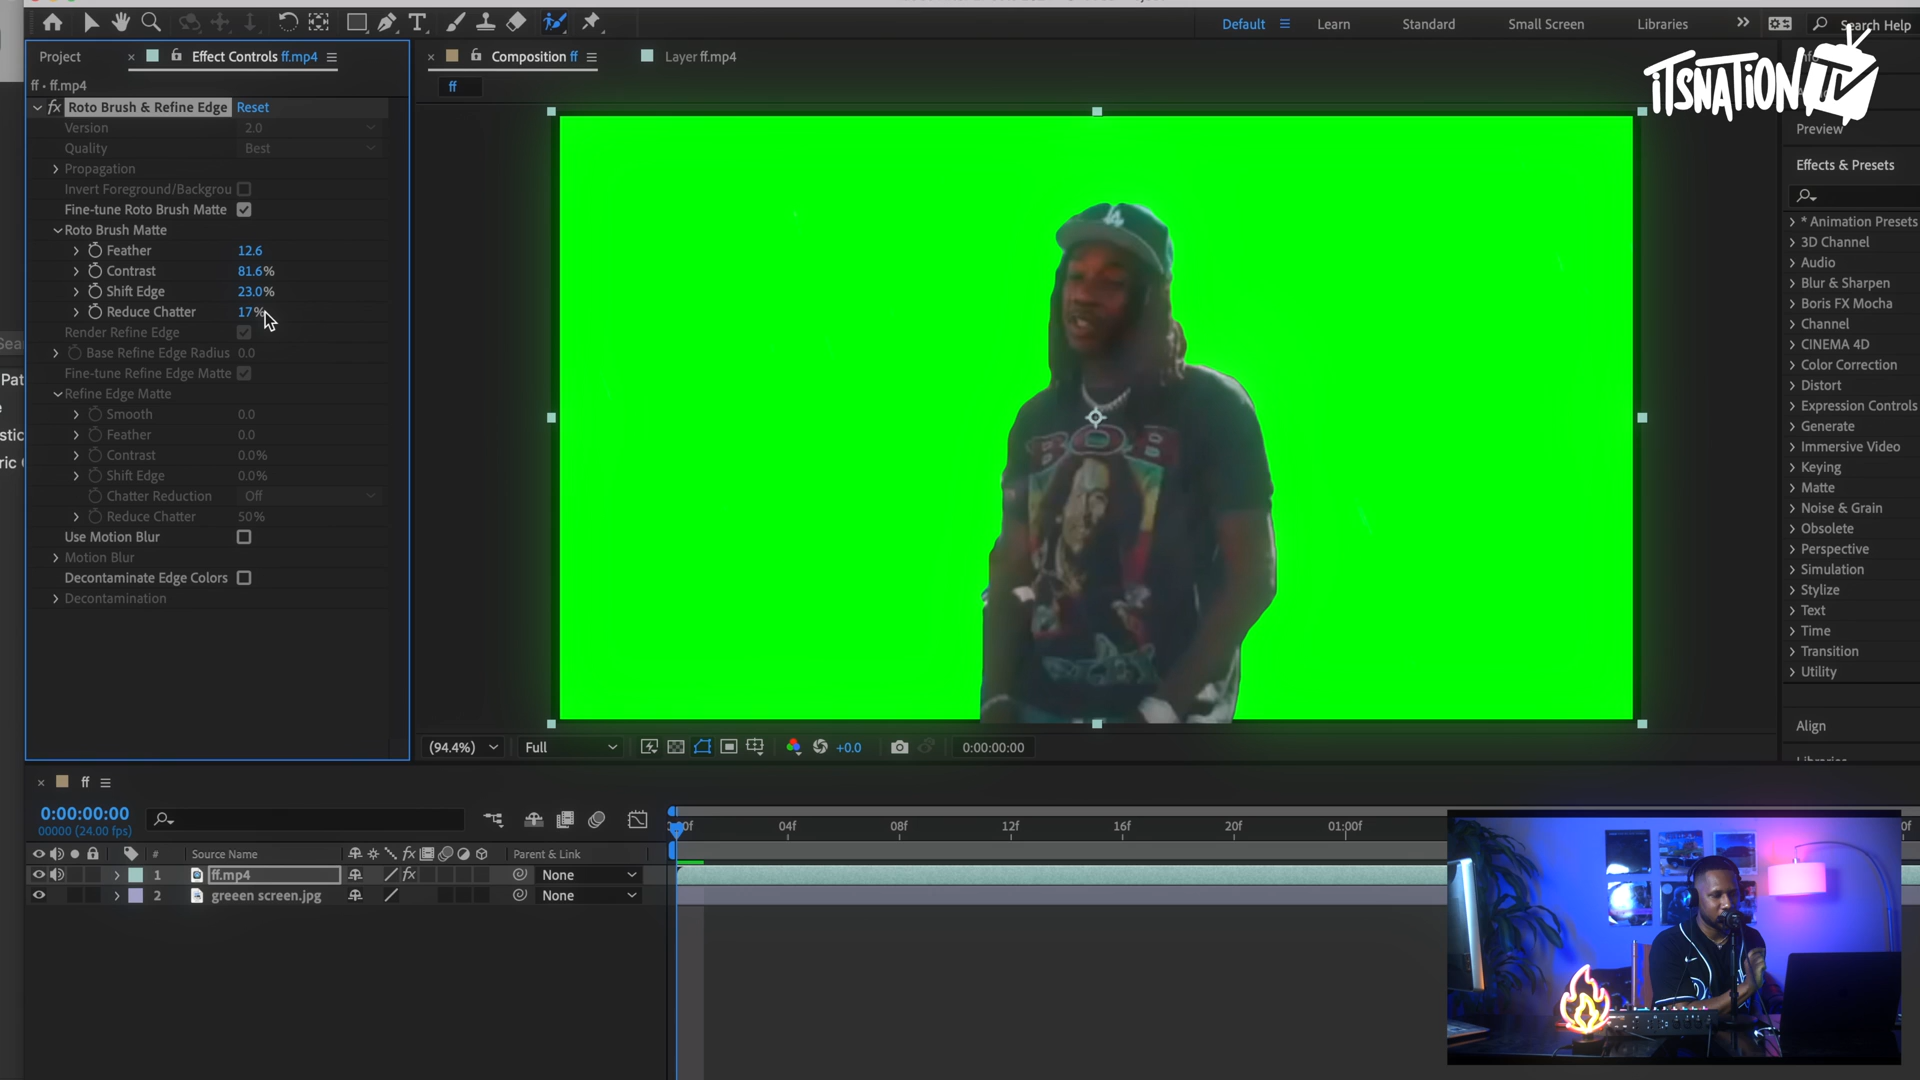 Default
Learn
Standard
Small Screen
Libraries
Search Help
ITSNATION TV
Project
Effect Controls ff.mp4
Composition ff
Layer ff.mp4
ff • ff.mp4
ff
fx Roto Brush & Refine Edge Reset
Version 2.0
Quality Best
Propagation
Invert Foreground/Backgrou
Fine-tune Roto Brush Matte
Roto Brush Matte
Feather 12.6
Contrast 81.6%
Shift Edge 23.0%
Reduce Chatter 17%
Render Refine Edge
Base Refine Edge Radius 0.0
Fine-tune Refine Edge Matte
Refine Edge Matte
Smooth 0.0
Feather 0.0
Contrast 0.0%
Shift Edge 0.0%
Chatter Reduction Off
Reduce Chatter 50%
Use Motion Blur
Motion Blur
Decontaminate Edge Colors
Decontamination
LA
BOB
Preview
Effects & Presets
* Animation Presets
3D Channel
Audio
Blur & Sharpen
Boris FX Mocha
Channel
CINEMA 4D
Color Correction
Distort
Expression Controls
Generate
Immersive Video
Keying
Matte
Noise & Grain
Obsolete
Perspective
Simulation
Stylize
Text
Time
Transition
Utility
Align
(94.4%)
Full
+0.0
0:00:00:00
ff
0:00:00:00
00000 (24.00 fps)
04f
08f
12f
16f
20f
01:00f
# Source Name
fx
Parent & Link
1 ff.mp4 fx None
2 greeen screen.jpg None